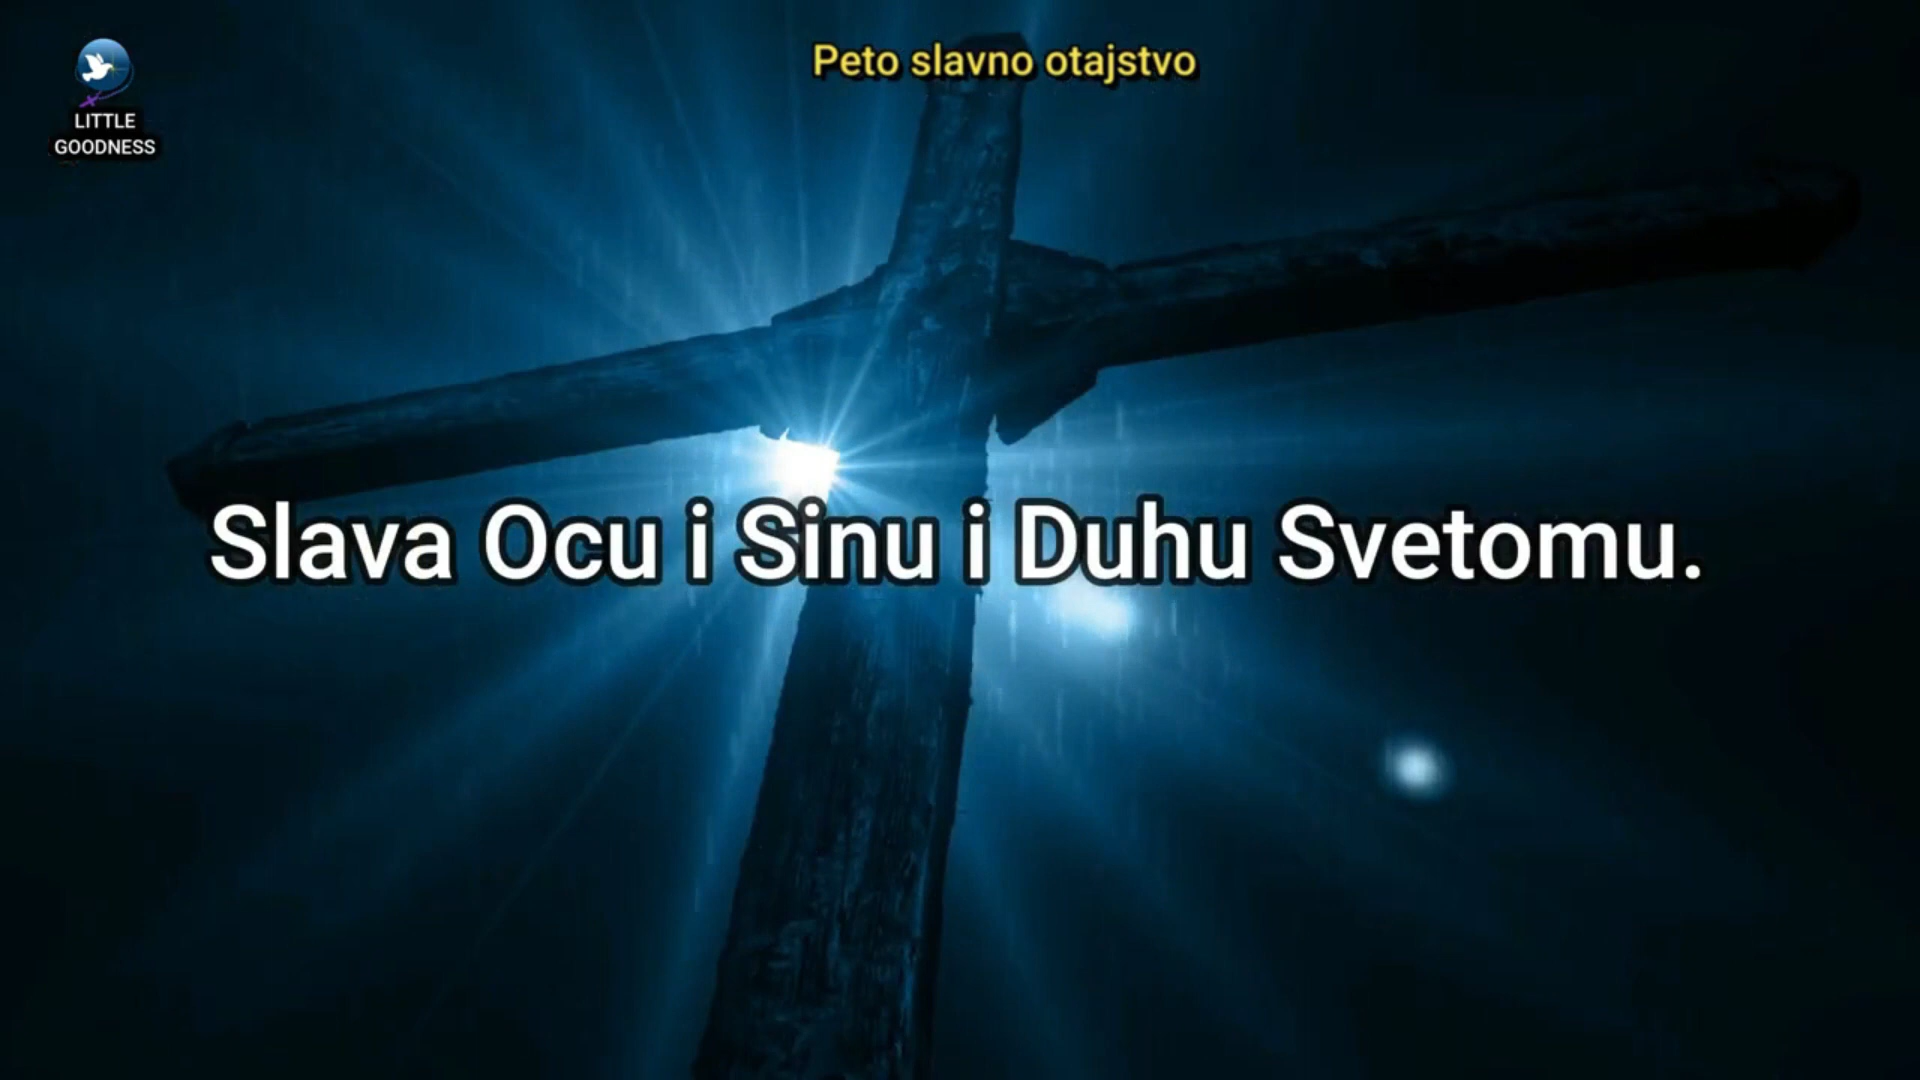 Peto slavno otajstvo
LITTLE
GOODNESS
Slava Ocu i Sinu i Duhu Svetomu.